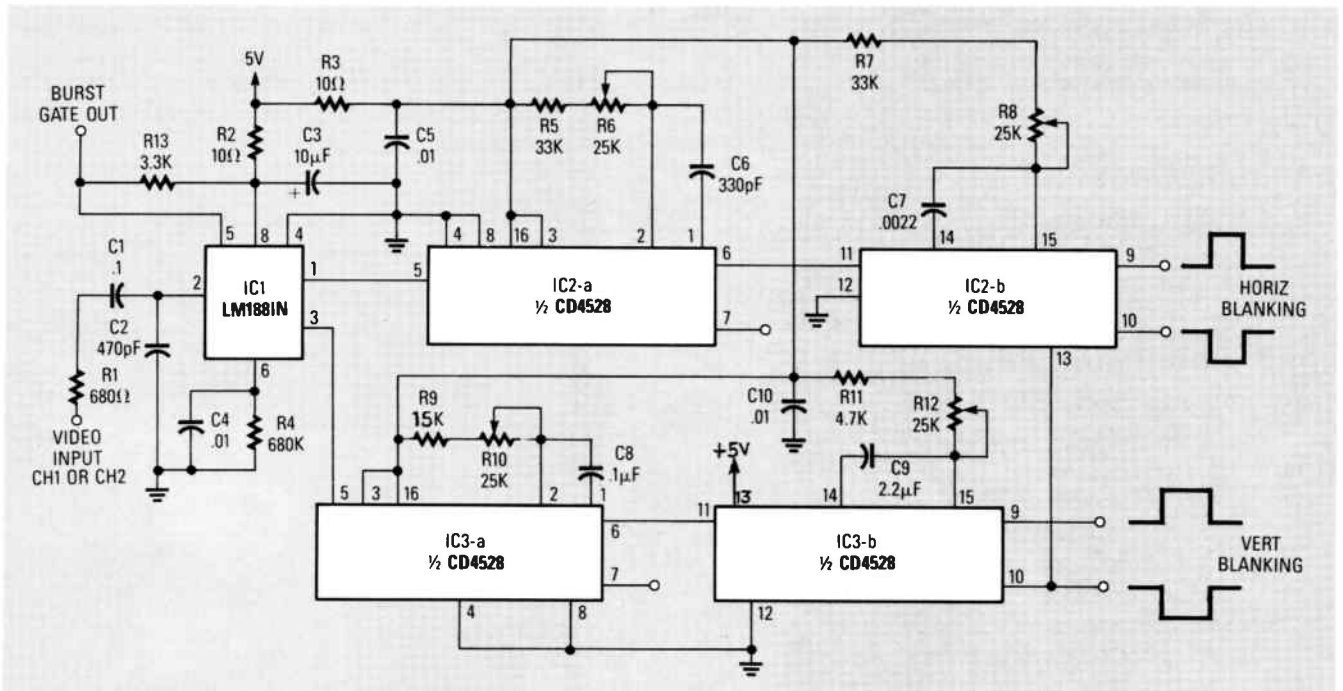 5V
BURST
GATE OUT
R13
3.3K
R2
10Ω
R3
10Ω
C3
10µF
+
C5
.01
R5
33K
R6
25K
C6
330pF
R7
33K
R8
25K
C7
.0022
5
8
4
IC1
LM188IN
2
1
3
6
C1
.1
C2
470pF
R1
680Ω
VIDEO
INPUT
CH1 OR CH2
C4
.01
R4
680K
4
8
16
3
2
1
5
IC2-a
½ CD4528
6
7
14
15
11
12
IC2-b
½ CD4528
9
10
13
HORIZ
BLANKING
R9
15K
R10
25K
C8
.1µF
C10
.01
R11
4.7K
R12
25K
C9
2.2µF
+5V
5
3
16
2
1
IC3-a
½ CD4528
6
7
4
8
11
13
14
15
IC3-b
½ CD4528
9
10
12
VERT
BLANKING